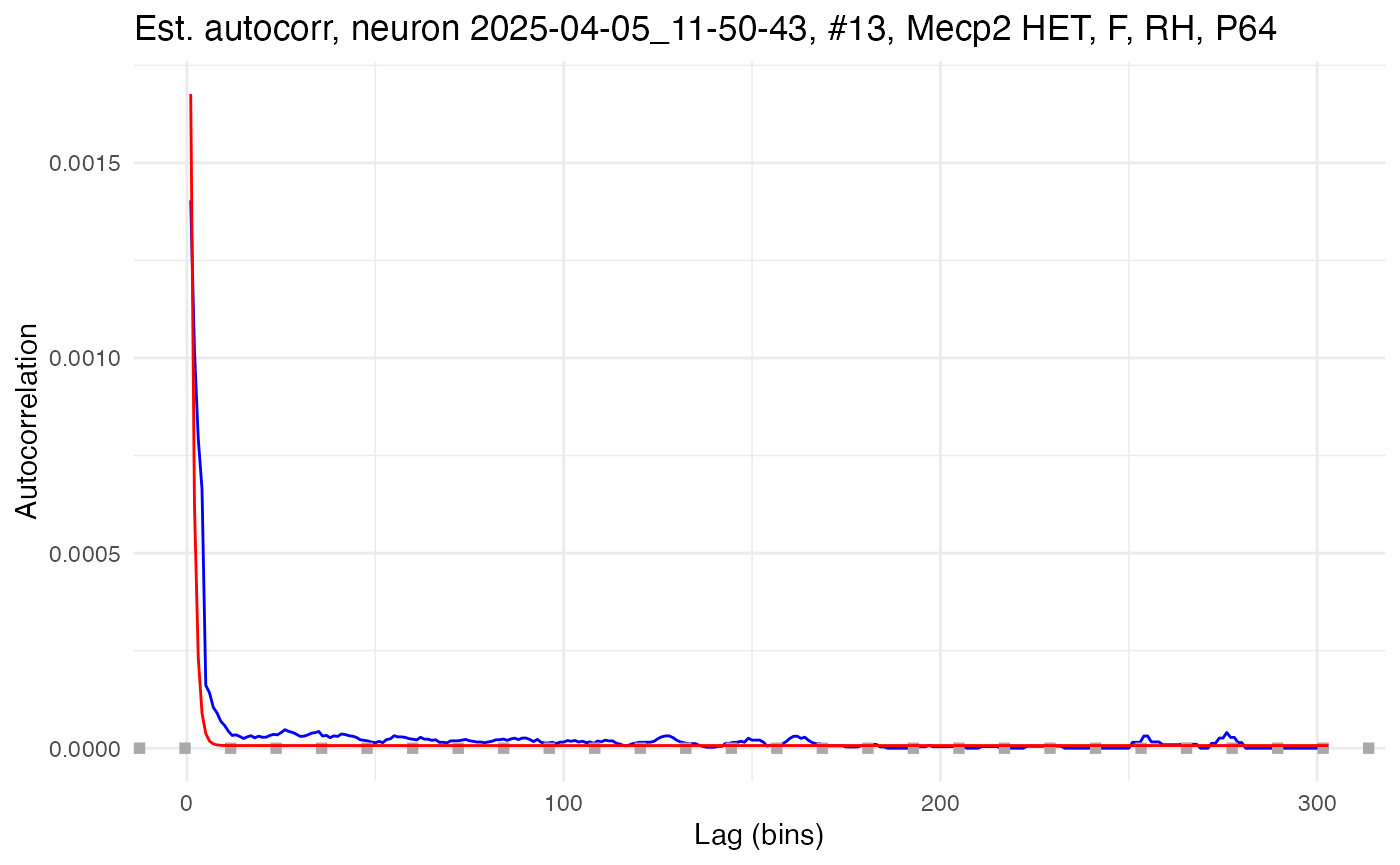 Est. autocorr, neuron 2025-04-05_11-50-43, #13, Mecp2 HET, F, RH, P64
Autocorrelation
0.0015
0.0010
0.0005
0.0000
0
100
200
300
Lag (bins)